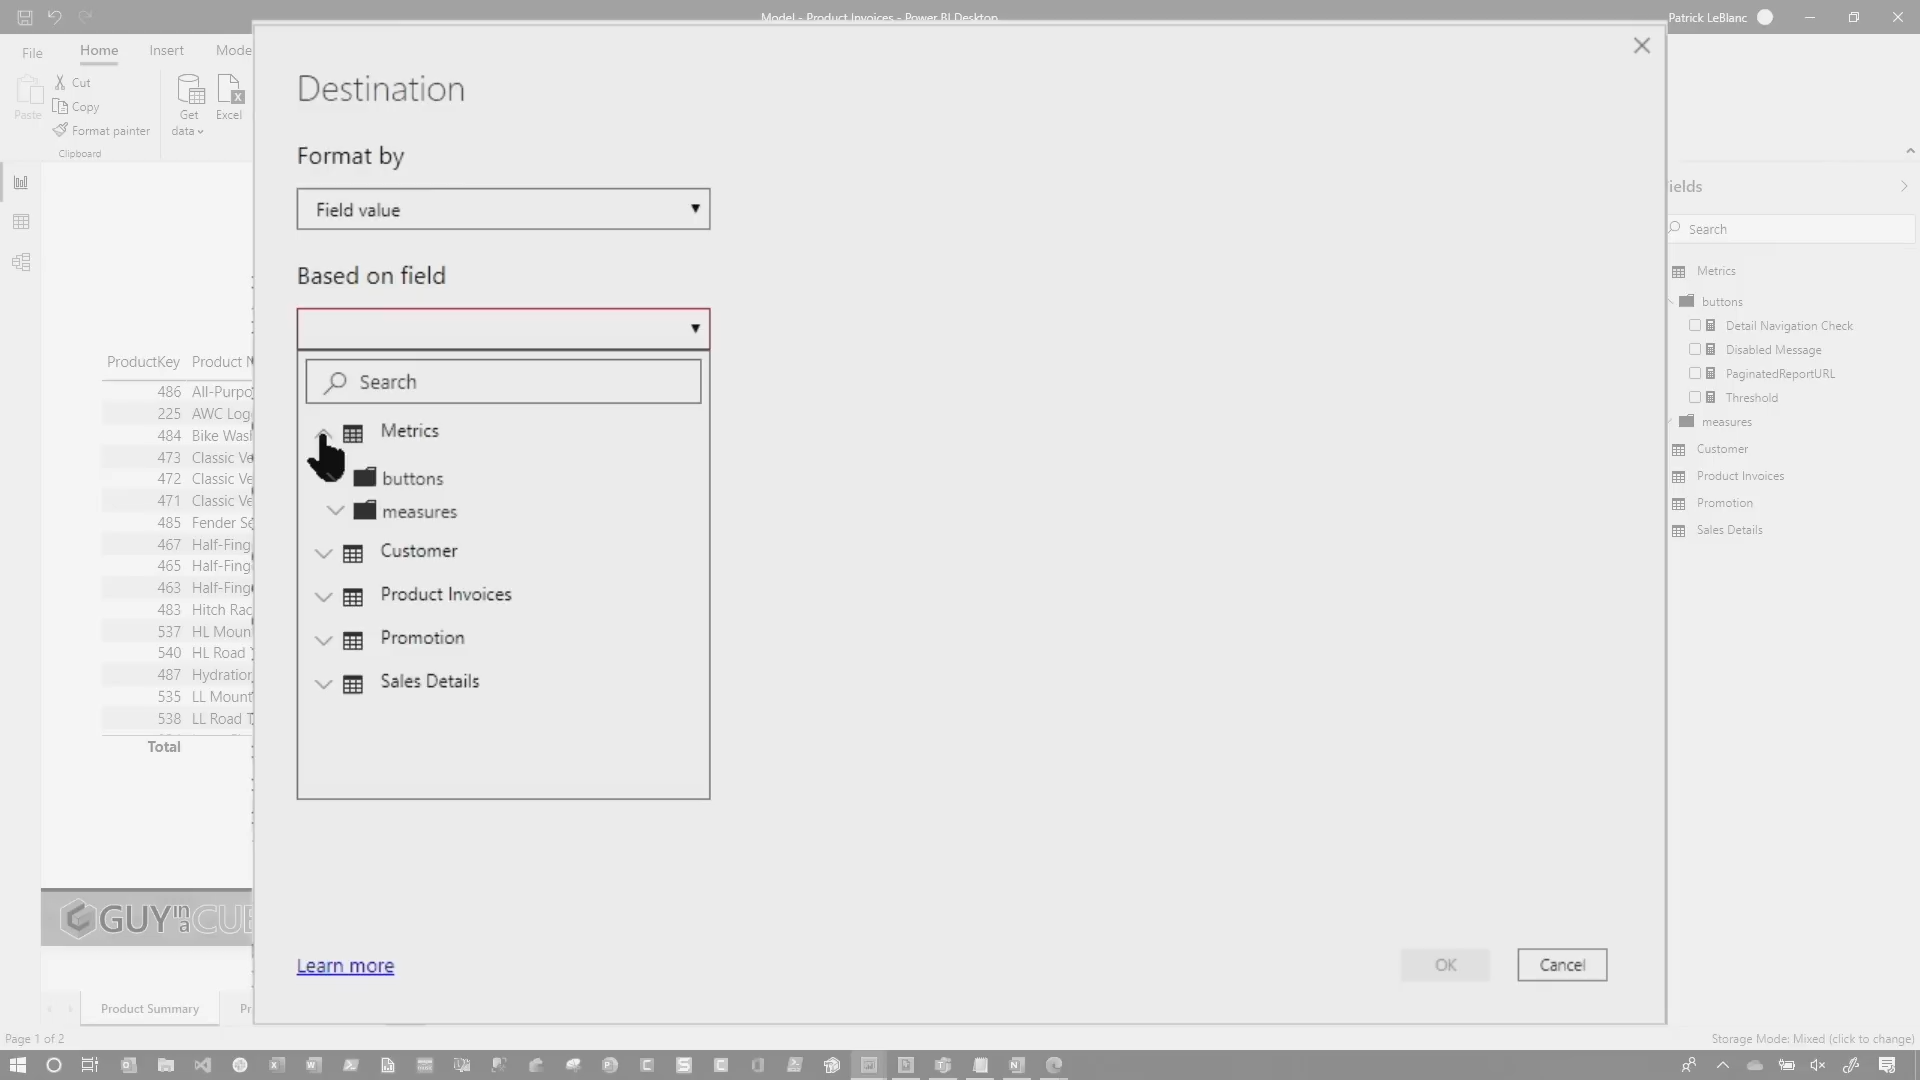 Model - Product Invoices - Power BI Desktop
Patrick LeBlanc
File
Home
Insert
Mode
Paste
Cut
Copy
Format painter
Clipboard
Get
data
Excel
Destination
Format by
Field value
Based on field
Search
Metrics
buttons
measures
Customer
Product Invoices
Promotion
Sales Details
Learn more
OK
Cancel
ProductKey Product N
486 All-Purpo
225 AWC Log
484 Bike Wash
473 Classic Ve
472 Classic Ve
471 Classic Ve
485 Fender Se
467 Half-Fing
465 Half-Fing
463 Half-Fing
483 Hitch Rac
537 HL Moun
540 HL Road
487 Hydration
535 LL Mount
538 LL Road T
Total
GUY in a CUBE
Product Summary
Pr
Page 1 of 2
ields
Search
Metrics
buttons
Detail Navigation Check
Disabled Message
PaginatedReportURL
Threshold
measures
Customer
Product Invoices
Promotion
Sales Details
Storage Mode: Mixed (click to change)